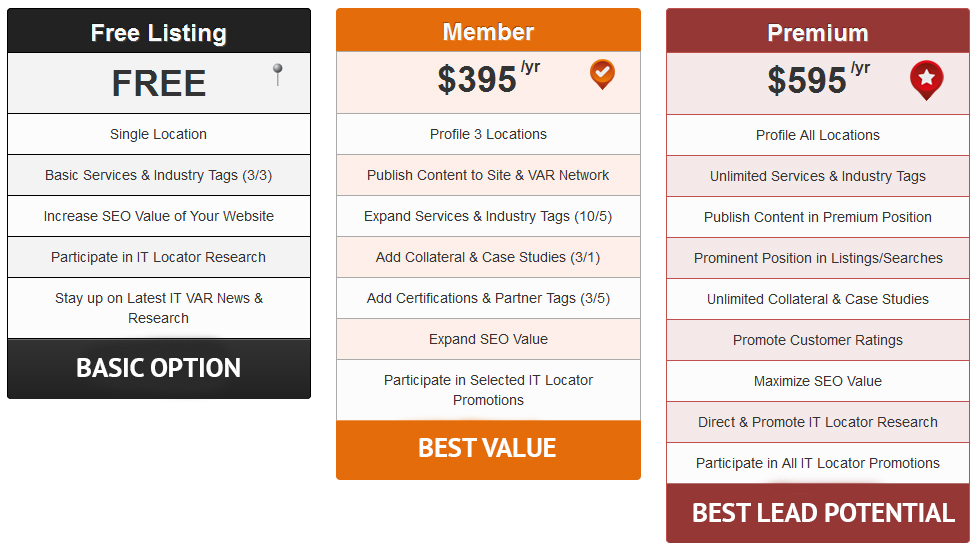 Free Listing
FREE
Single Location
Basic Services & Industry Tags (3/3)
Increase SEO Value of Your Website
Participate in IT Locator Research
Stay up on Latest IT VAR News &
Research
BASIC OPTION
Member
$395 /yr
Profile 3 Locations
Publish Content to Site & VAR Network
Expand Services & Industry Tags (10/5)
Add Collateral & Case Studies (3/1)
Add Certifications & Partner Tags (3/5)
Expand SEO Value
Participate in Selected IT Locator
Promotions
BEST VALUE
Premium
$595 /yr
Profile All Locations
Unlimited Services & Industry Tags
Publish Content in Premium Position
Prominent Position in Listings/Searches
Unlimited Collateral & Case Studies
Promote Customer Ratings
Maximize SEO Value
Direct & Promote IT Locator Research
Participate in All IT Locator Promotions
BEST LEAD POTENTIAL